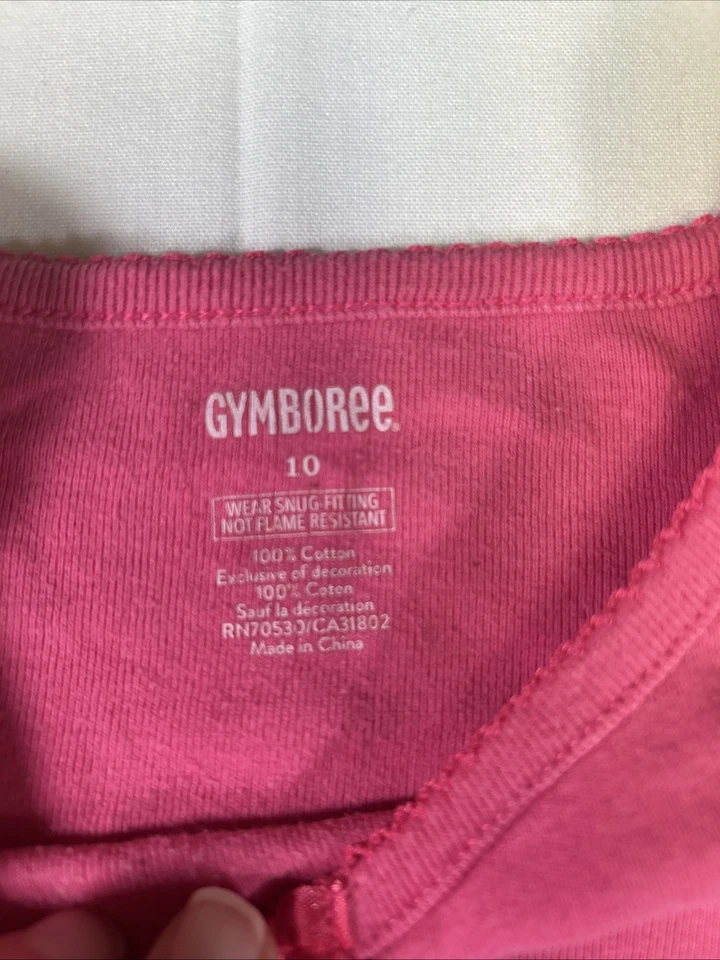 GYMBOREE
10
WEAR SNUG-FITTING
NOT FLAME RESISTANT
100% Cotton
Exclusive of decoration
100% Coton
Sauf la décoration
RN70530/CA31802
Made in China